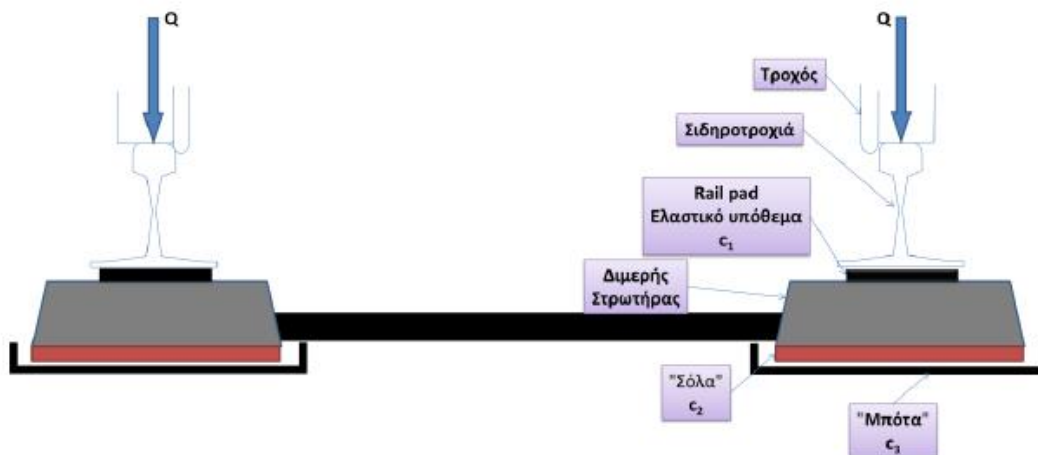 Q
Q
Τροχός
Σιδηροτροχιά
Rail pad
Ελαστικό υπόθεμα
c₁
Διμερής
Στρωτήρας
"Σόλα"
c₂
"Μπότα"
c₃